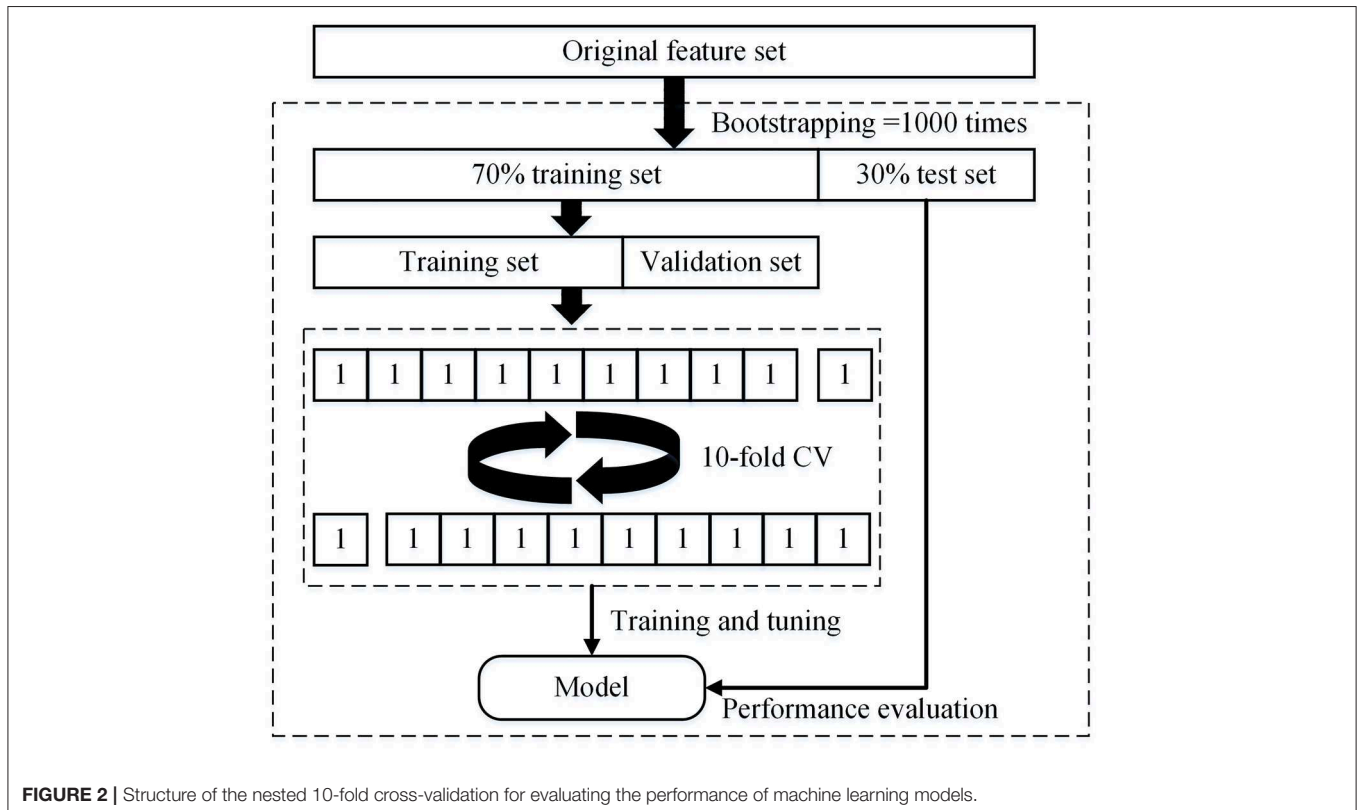 Original feature set
Bootstrapping =1000 times
70% training set 30% test set
Training set Validation set
1 1 1 1 1 1 1 1 1 1
10-fold CV
1 1 1 1 1 1 1 1 1 1
Training and tuning
Model
Performance evaluation
FIGURE 2 | Structure of the nested 10-fold cross-validation for evaluating the performance of machine learning models.